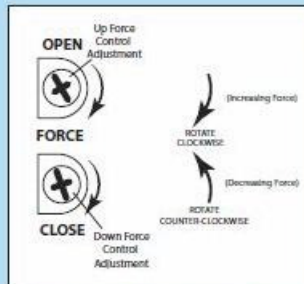 Up Force
Control
Adjustment
OPEN
FORCE
CLOSE
Down Force
Control
Adjustment
(Increasing Force)
ROTATE
CLOCKWISE
(Decreasing Force)
ROTATE
COUNTER-CLOCKWISE